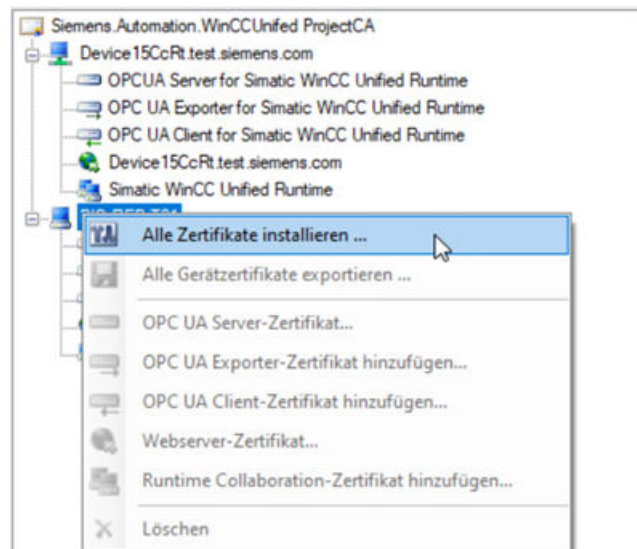 Siemens.Automation.WinCCUnifed ProjectCA
Device15CcRt.test.siemens.com
OPCUA Server for Simatic WinCC Unified Runtime
OPC UA Exporter for Simatic WinCC Unified Runtime
OPC UA Client for Simatic WinCC Unified Runtime
Device15CcRt.test.siemens.com
Simatic WinCC Unified Runtime
Alle Zertifikate installieren ...
Alle Gerätzertifikate exportieren ...
OPC UA Server-Zertifikat...
OPC UA Exporter-Zertifikat hinzufügen...
OPC UA Client-Zertifikat hinzufügen...
Webserver-Zertifikat...
Runtime Collaboration-Zertifikat hinzufügen...
Löschen